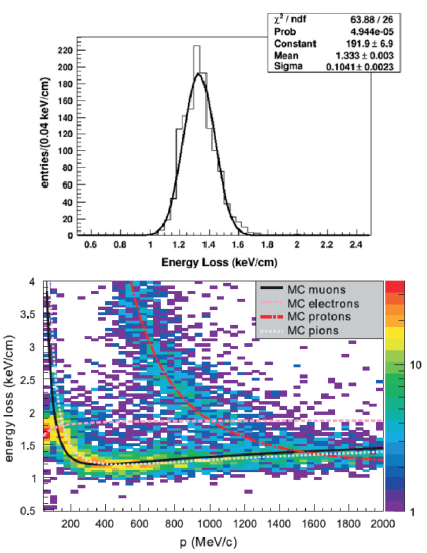 χ² / ndf 63.88 / 26
Prob 4.944e-05
Constant 191.9 ± 6.9
Mean 1.333 ± 0.003
Sigma 0.1041 ± 0.0023
entries/(0.04 keV/cm)
220
200
180
160
140
120
100
80
60
40
20
0
0.6 0.8 1 1.2 1.4 1.6 1.8 2 2.2 2.4
Energy Loss (keV/cm)
MC muons
MC electrons
MC protons
MC pions
energy loss (keV/cm)
4
3.5
3
2.5
2
1.5
1
0.5
10
1
200 400 600 800 1000 1200 1400 1600 1800 2000
p (MeV/c)